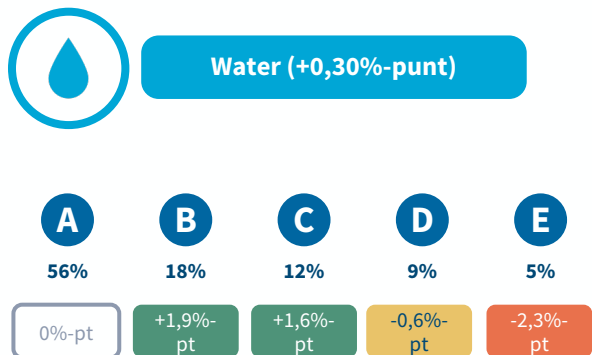 Water (+0,30%-punt)
A B C D E
56% 18% 12% 9% 5%
0%-pt +1,9%- +1,6%- -0,6%- -2,3%-
pt pt pt pt